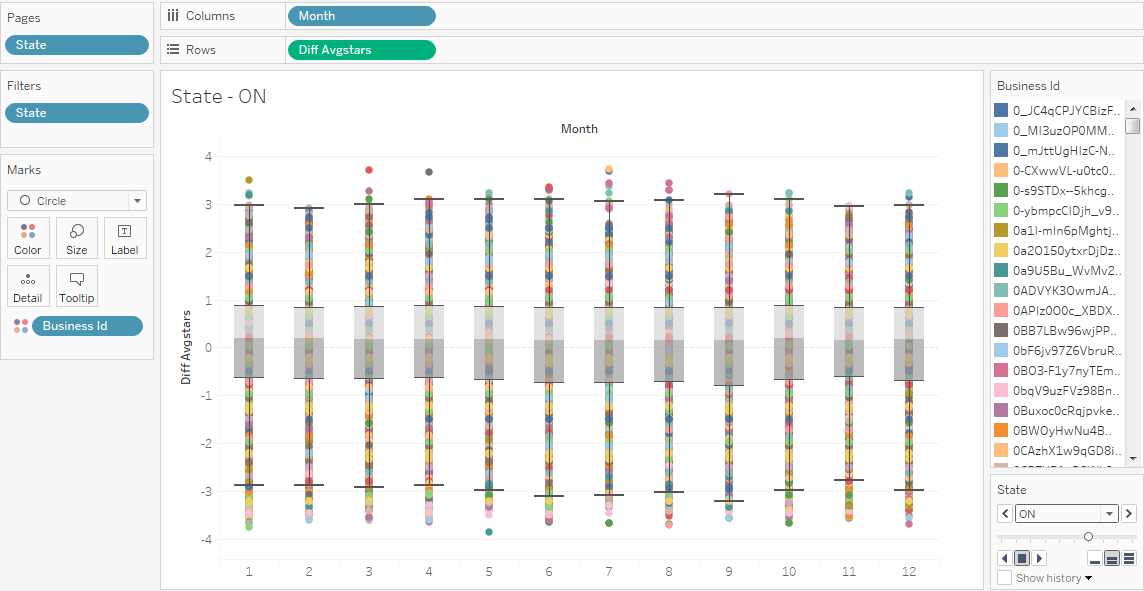 Pages
State
Filters
State
Marks
Circle
Color
Size
Label
Detail
Tooltip
Business Id
Columns
Month
Rows
Diff Avgstars
State - ON
Month
Diff Avgstars
4
3
2
1
0
-1
-2
-3
-4
1
2
3
4
5
6
7
8
9
10
11
12
Business Id
0_JC4qCPJYCBizF..
0_MI3uzOP0MM..
0_mJttUgHIzC-N..
0-CXwwVL-u0tc0..
0-s9STDx--5khcg..
0-ybmpcCIDjh_v9..
0a1I-mIn6pMghtj..
0a2O150ytxrDjDz..
0a9U5Bu_WvMv2..
0ADVYK3OwmJA..
0APIz0O0c_XBDX..
0BB7LBw96wjPP..
0bF6jv97Z6VbruR..
0BO3-F1y7nyTEm..
0bqV9uzFVz98Bn..
0Buxoc0cRqjpvke..
0BWOyHwNu4B..
0CAzhX1w9qGD8i..
State
ON
Show history